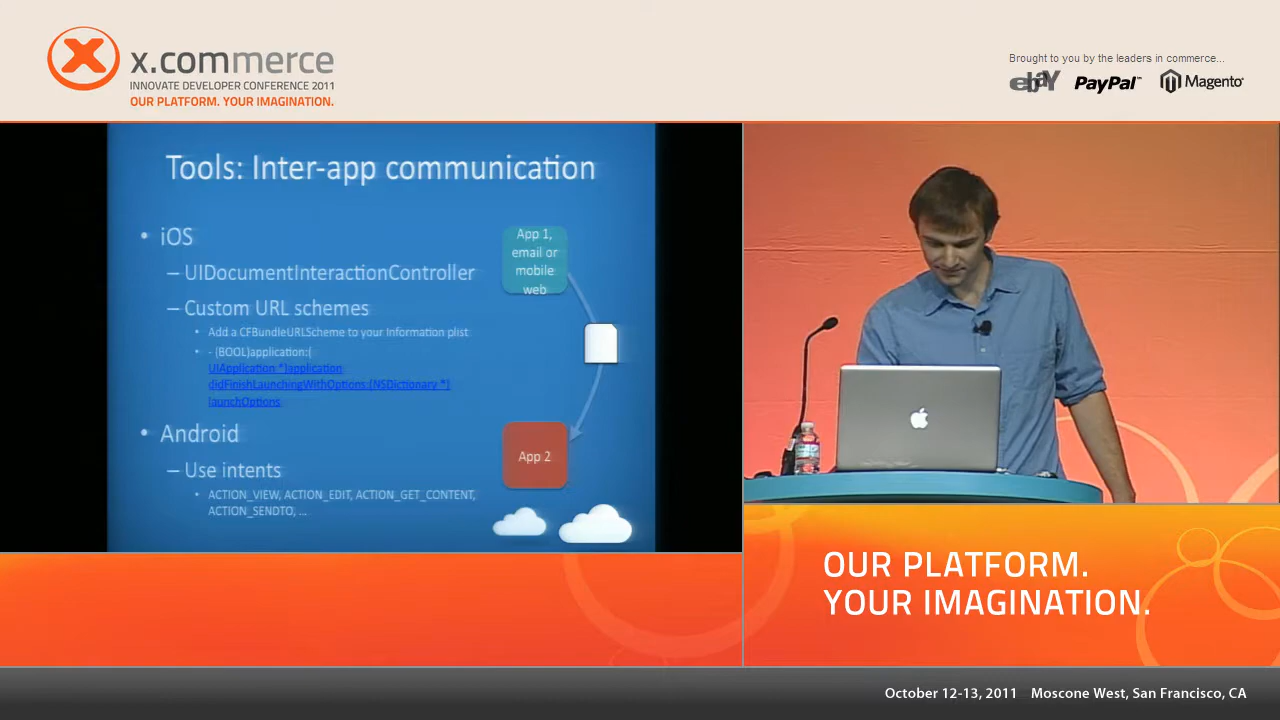 x.commerce
INNOVATE DEVELOPER CONFERENCE 2011
OUR PLATFORM. YOUR IMAGINATION.
Brought to you by the leaders in commerce...
ebaY
PayPal™
Magento
Tools: Inter-app communication
• iOS
– UIDocumentInteractionController
– Custom URL schemes
• Add a CFBundleURLScheme to your Information plist
• - (BOOL)application:(
UIApplication *)application
didFinishLaunchingWithOptions:(NSDictionary *)
launchOptions
• Android
– Use intents
• ACTION_VIEW, ACTION_EDIT, ACTION_GET_CONTENT,
ACTION_SENDTO, ...
App 1,
email or
mobile
web
App 2
OUR PLATFORM.
YOUR IMAGINATION.
October 12-13, 2011 Moscone West, San Francisco, CA